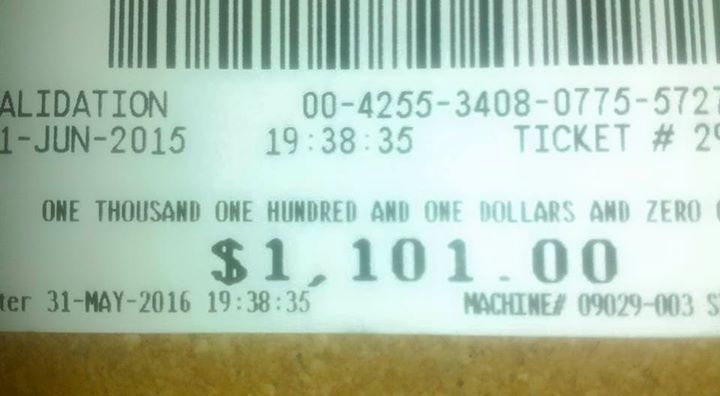 ALIDATION 00-4255-3408-0775-5727
1-JUN-2015 19:38:35 TICKET # 2
ONE THOUSAND ONE HUNDRED AND ONE DOLLARS AND ZERO
$1,101.00
ter 31-MAY-2016 19:38:35 MACHINE# 09029-003 S